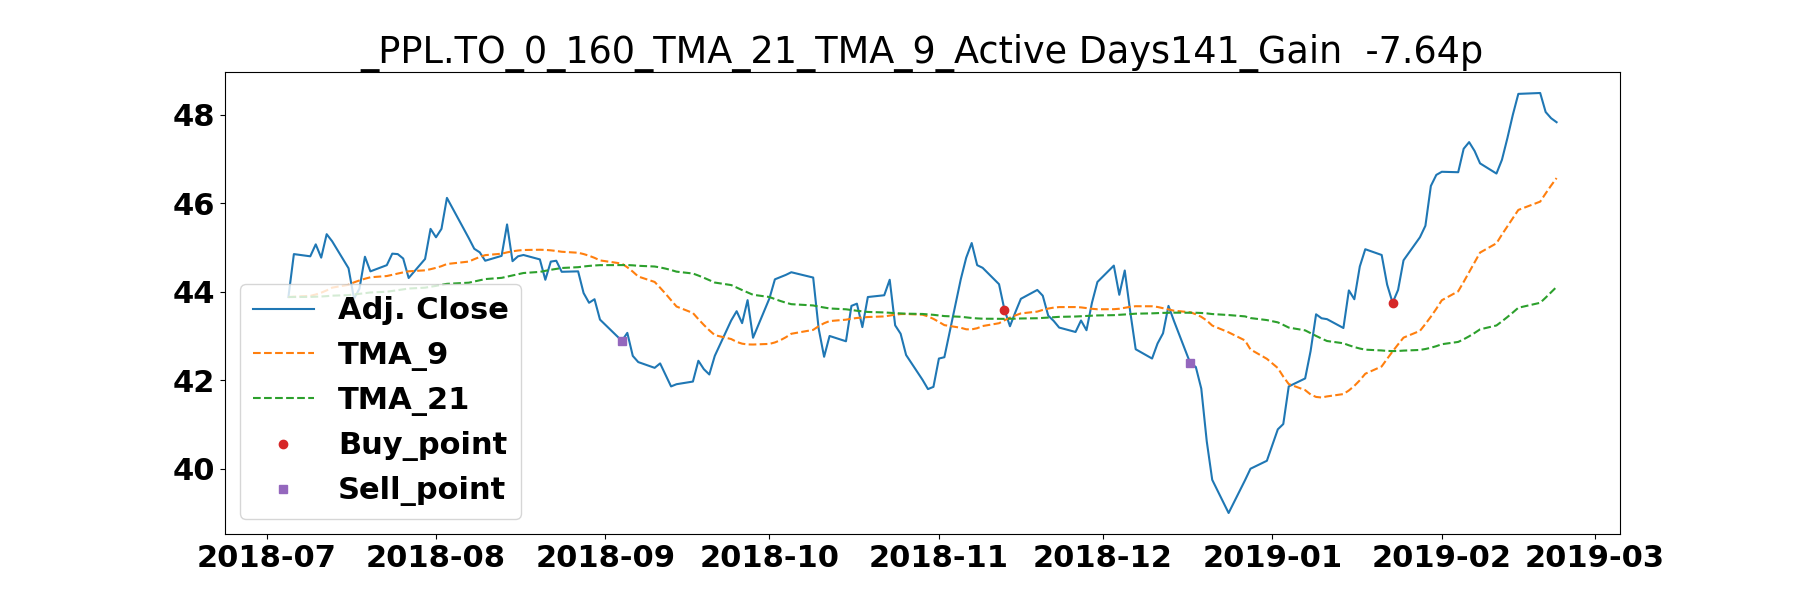 _PPL.TO_0_160_TMA_21_TMA_9_Active Days141_Gain  -7.64p
48
46
44
42
40
Adj. Close
TMA_9
TMA_21
Buy_point
Sell_point
2018-07 2018-08 2018-09 2018-10 2018-11 2018-12 2019-01 2019-02 2019-03